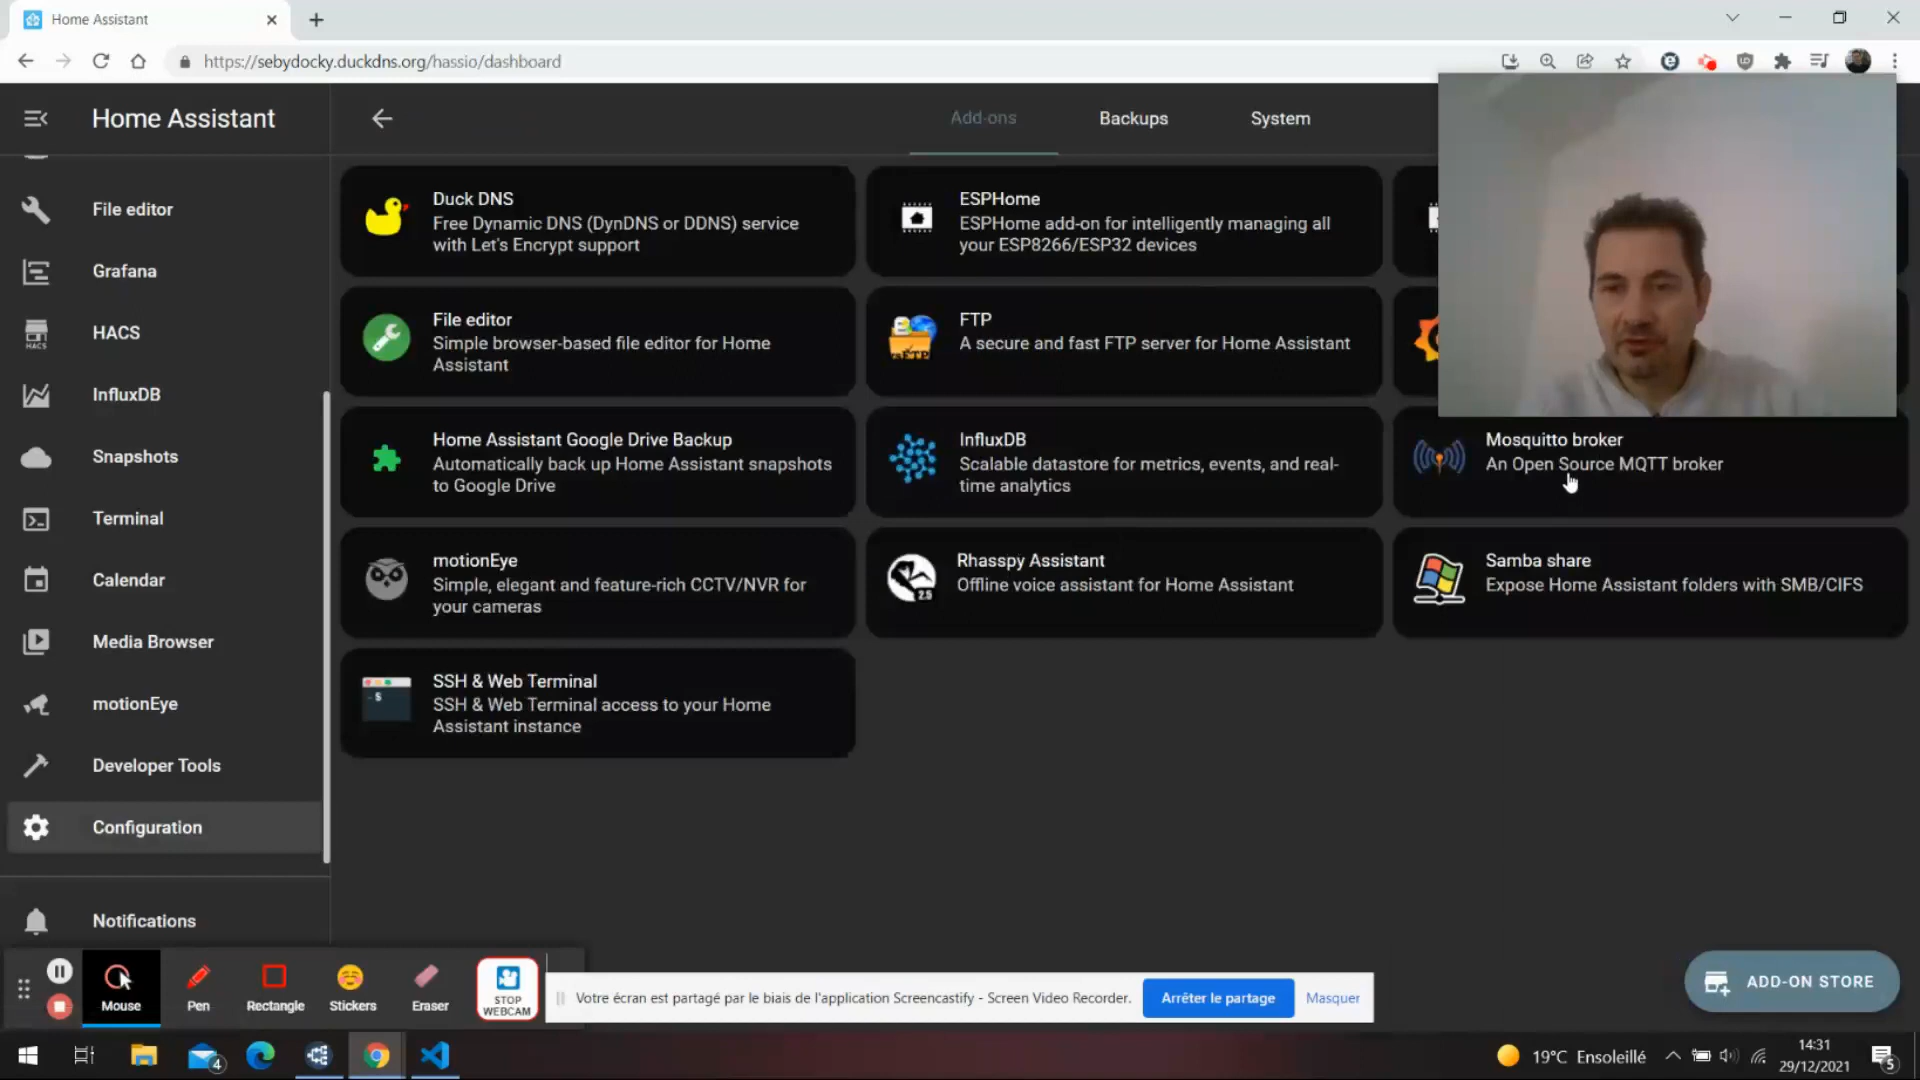 Home Assistant
https://sebydocky.duckdns.org/hassio/dashboard
Home Assistant
Add-ons
Backups
System
File editor
Grafana
HACS
HACS
InfluxDB
Snapshots
Terminal
Calendar
Media Browser
motionEye
Developer Tools
Configuration
Notifications
Duck DNS
Free Dynamic DNS (DynDNS or DDNS) service
with Let's Encrypt support
ESPHome
ESPHome add-on for intelligently managing all
your ESP8266/ESP32 devices
File editor
Simple browser-based file editor for Home
Assistant
FTP
A secure and fast FTP server for Home Assistant
Home Assistant Google Drive Backup
Automatically back up Home Assistant snapshots
to Google Drive
InfluxDB
Scalable datastore for metrics, events, and real-
time analytics
Mosquitto broker
An Open Source MQTT broker
motionEye
Simple, elegant and feature-rich CCTV/NVR for
your cameras
Rhasspy Assistant
Offline voice assistant for Home Assistant
2.5
Samba share
Expose Home Assistant folders with SMB/CIFS
SSH & Web Terminal
SSH & Web Terminal access to your Home
Assistant instance
ADD-ON STORE
Mouse
Pen
Rectangle
Stickers
Eraser
STOP
WEBCAM
Votre écran est partagé par le biais de l'application Screencastify - Screen Video Recorder.
Arrêter le partage
Masquer
4
19°C Ensoleillé
14:31
29/12/2021
5